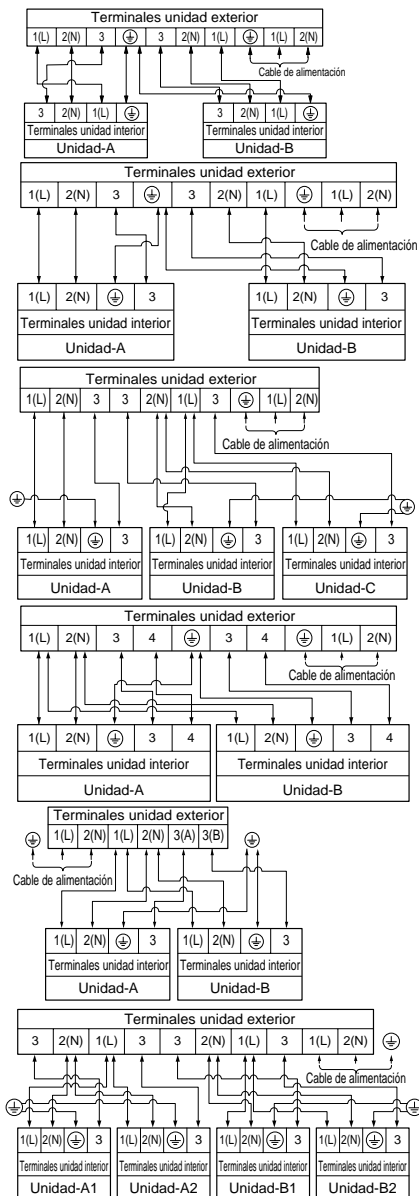 Terminales unidad exterior
1(L) 2(N) 3 ⏚ 3 2(N) 1(L) ⏚ 1(L) 2(N)
Cable de alimentación
3 2(N) 1(L) ⏚ 3 2(N) 1(L) ⏚
Terminales unidad interior Terminales unidad interior
Unidad-A Unidad-B
Terminales unidad exterior
1(L) 2(N) 3 ⏚ 3 2(N) 1(L) ⏚ 1(L) 2(N)
Cable de alimentación
1(L) 2(N) ⏚ 3 1(L) 2(N) ⏚ 3
Terminales unidad interior Terminales unidad interior
Unidad-A Unidad-B
Terminales unidad exterior
1(L) 2(N) 3 3 2(N) 1(L) 3 ⏚ 1(L) 2(N)
Cable de alimentación
⏚ ⏚
1(L) 2(N) ⏚ 3 1(L) 2(N) ⏚ 3 1(L) 2(N) ⏚ 3
Terminales unidad interior Terminales unidad interior Terminales unidad interior
Unidad-A Unidad-B Unidad-C
Terminales unidad exterior
1(L) 2(N) 3 4 ⏚ 3 4 ⏚ 1(L) 2(N)
Cable de alimentación
1(L) 2(N) ⏚ 3 4 1(L) 2(N) ⏚ 3 4
Terminales unidad interior Terminales unidad interior
Unidad-A Unidad-B
Terminales unidad exterior
⏚ 1(L) 2(N) 1(L) 2(N) 3(A) 3(B) ⏚
Cable de alimentación
1(L) 2(N) ⏚ 3 1(L) 2(N) ⏚ 3
Terminales unidad interior Terminales unidad interior
Unidad-A Unidad-B
Terminales unidad exterior
3 2(N) 1(L) 3 3 2(N) 1(L) 3 1(L) 2(N) ⏚
Cable de alimentación
⏚ ⏚
1(L) 2(N) ⏚ 3 1(L) 2(N) ⏚ 3 1(L) 2(N) ⏚ 3 1(L) 2(N) ⏚ 3
Terminales unidad interior Terminales unidad interior Terminales unidad interior Terminales unidad interior
Unidad-A1 Unidad-A2 Unidad-B1 Unidad-B2